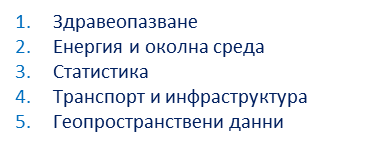 1. Здравеопазване
2. Енергия и околна среда
3. Статистика
4. Транспорт и инфраструктура
5. Геопространствени данни